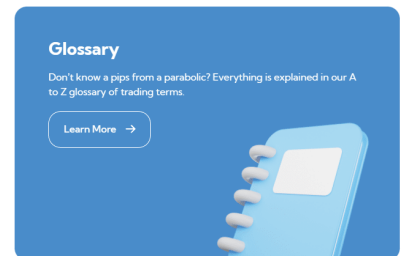 Glossary
Don't know a pips from a parabolic? Everything is explained in our A
to Z glossary of trading terms.
Learn More